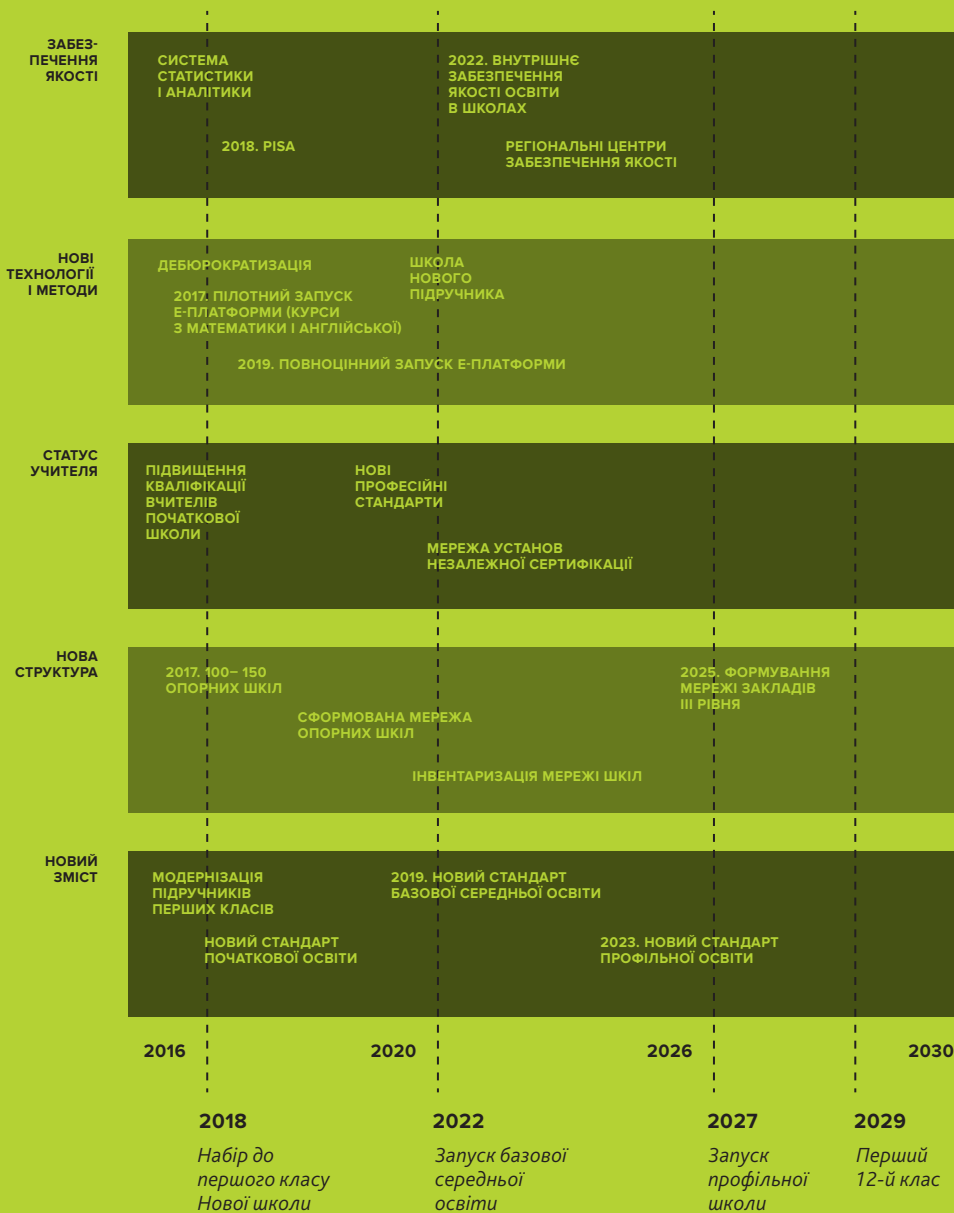 ЗАБЕЗ-
ПЕЧЕННЯ
ЯКОСТІ
СИСТЕМА
СТАТИСТИКИ
І АНАЛІТИКИ
2018. PISA
2022. ВНУТРІШНЄ
ЗАБЕЗПЕЧЕННЯ
ЯКОСТІ ОСВІТИ
В ШКОЛАХ
РЕГІОНАЛЬНІ ЦЕНТРИ
ЗАБЕЗПЕЧЕННЯ ЯКОСТІ
НОВІ
ТЕХНОЛОГІЇ
І МЕТОДИ
ДЕБЮРОКРАТИЗАЦІЯ
2017. ПІЛОТНИЙ ЗАПУСК
Е-ПЛАТФОРМИ (КУРСИ
З МАТЕМАТИКИ І АНГЛІЙСЬКОЇ)
ШКОЛА
НОВОГО
ПІДРУЧНИКА
2019. ПОВНОЦІННИЙ ЗАПУСК Е-ПЛАТФОРМИ
СТАТУС
УЧИТЕЛЯ
ПІДВИЩЕННЯ
КВАЛІФІКАЦІЇ
ВЧИТЕЛІВ
ПОЧАТКОВОЇ
ШКОЛИ
НОВІ
ПРОФЕСІЙНІ
СТАНДАРТИ
МЕРЕЖА УСТАНОВ
НЕЗАЛЕЖНОЇ СЕРТИФІКАЦІЇ
НОВА
СТРУКТУРА
2017. 100– 150
ОПОРНИХ ШКІЛ
СФОРМОВАНА МЕРЕЖА
ОПОРНИХ ШКІЛ
ІНВЕНТАРИЗАЦІЯ МЕРЕЖІ ШКІЛ
2025. ФОРМУВАННЯ
МЕРЕЖІ ЗАКЛАДІВ
ІІІ РІВНЯ
НОВИЙ
ЗМІСТ
МОДЕРНІЗАЦІЯ
ПІДРУЧНИКІВ
ПЕРШИХ КЛАСІВ
НОВИЙ СТАНДАРТ
ПОЧАТКОВОЇ ОСВІТИ
2019. НОВИЙ СТАНДАРТ
БАЗОВОЇ СЕРЕДНЬОЇ ОСВІТИ
2023. НОВИЙ СТАНДАРТ
ПРОФІЛЬНОЇ ОСВІТИ
2016
2020
2026
2030
2018
Набір до
першого класу
Нової школи
2022
Запуск базової
середньої
освіти
2027
Запуск
профільної
школи
2029
Перший
12-й клас